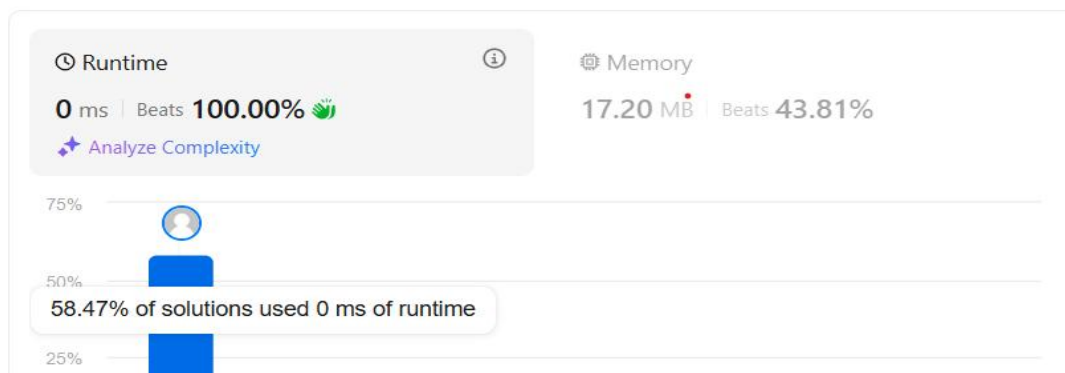 Runtime
0 ms Beats 100.00%
Analyze Complexity
Memory
17.20 MB Beats 43.81%
75%
50%
58.47% of solutions used 0 ms of runtime
25%